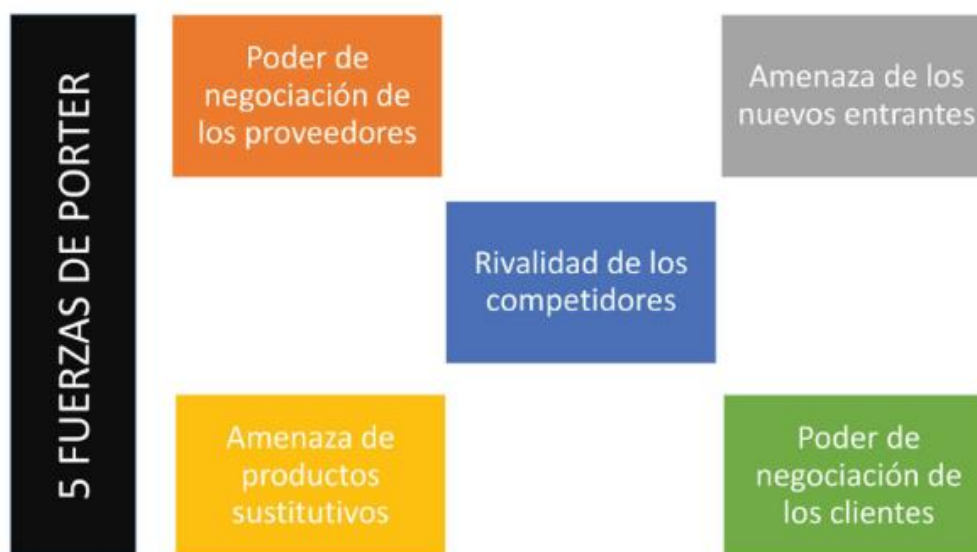 5 FUERZAS DE PORTER
Poder de
negociación de
los proveedores
Amenaza de los
nuevos entrantes
Rivalidad de los
competidores
Amenaza de
productos
sustitutivos
Poder de
negociación de
los clientes